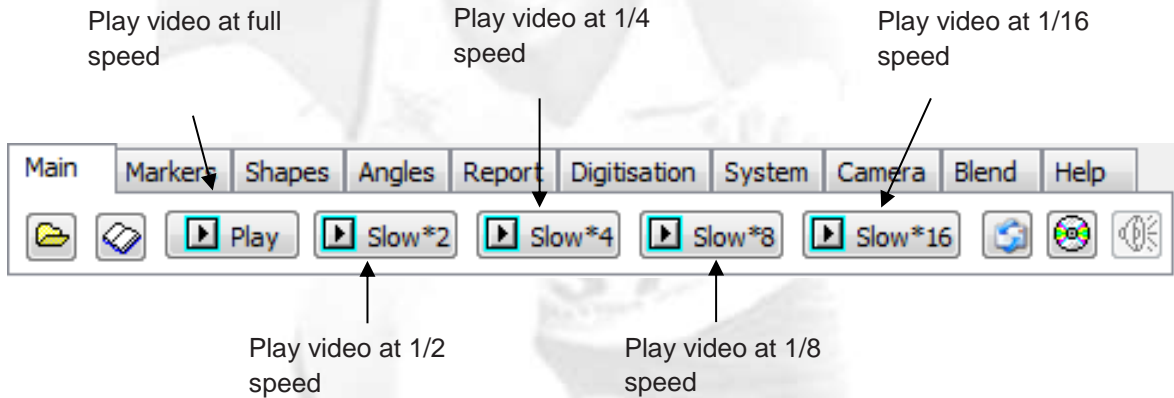 Play video at full
speed
Play video at 1/4
speed
Play video at 1/16
speed
Main Markers Shapes Angles Report Digitisation System Camera Blend Help
Play Slow*2 Slow*4 Slow*8 Slow*16
Play video at 1/2
speed
Play video at 1/8
speed